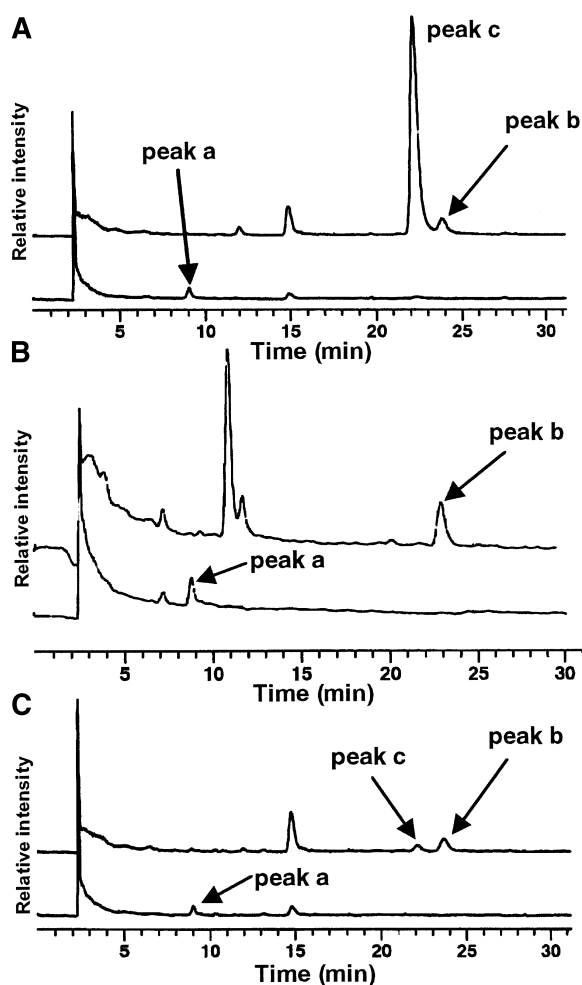 A
peak c
peak b
peak a
Relative intensity
5 10 15 20 25 30
Time (min)
B
peak b
peak a
Relative intensity
5 10 15 20 25 30
Time (min)
C
peak b
peak c
peak a
Relative intensity
5 10 15 20 25 30
Time (min)